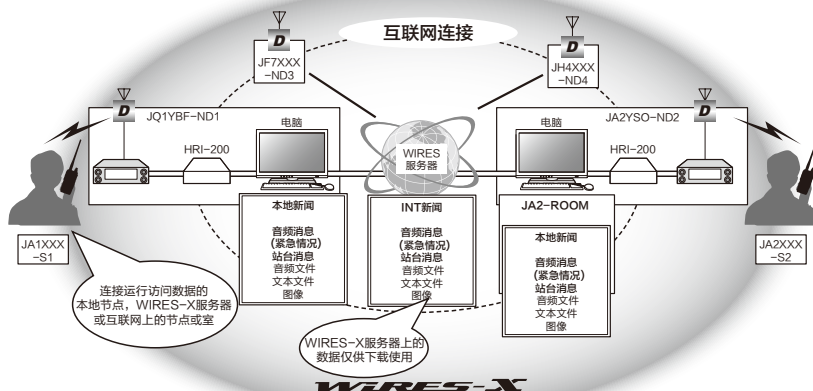 互联网连接
D
JF7XXX
-ND3
D
JH4XXX
-ND4
D
JQ1YBF-ND1
电脑
HRI-200
WIRES
服务器
电脑
JA2YSO-ND2
D
HRI-200
JA1XXX
-S1
JA2XXX
-S2
本地新闻
音频消息
(紧急情况)
站台消息
音频文件
文本文件
图像
INT新闻
音频消息
(紧急情况)
站台消息
音频文件
文本文件
图像
JA2-ROOM
本地新闻
音频消息
(紧急情况)
站台消息
音频文件
文本文件
图像
连接运行访问数据的
本地节点，WIRES-X服务器
或互联网上的节点或室
WIRES-X服务器上的
数据仅供下载使用
WiRES-X